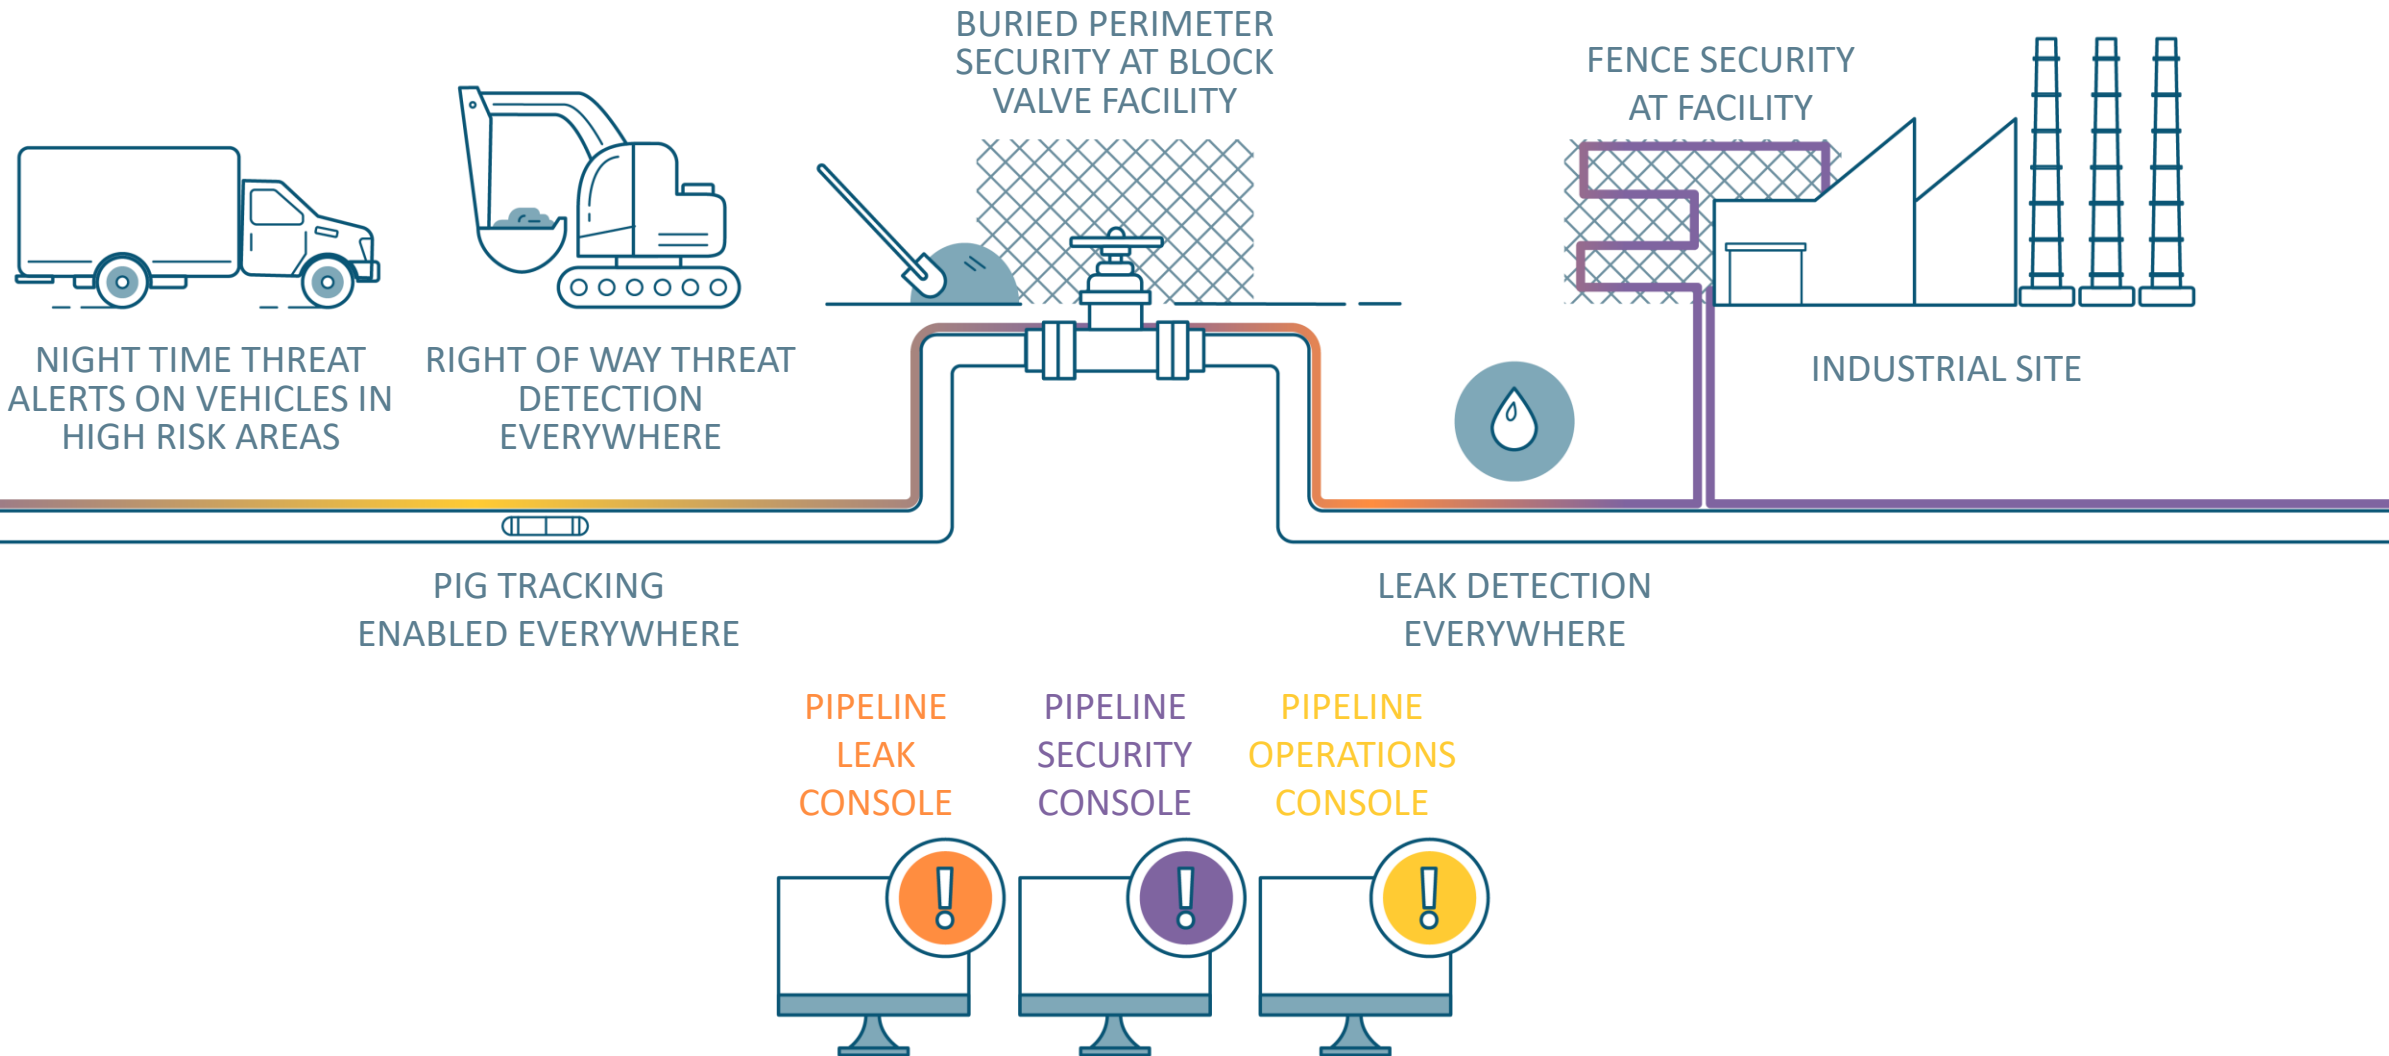 BURIED PERIMETER
SECURITY AT BLOCK
VALVE FACILITY
FENCE SECURITY
AT FACILITY
NIGHT TIME THREAT
ALERTS ON VEHICLES IN
HIGH RISK AREAS
RIGHT OF WAY THREAT
DETECTION
EVERYWHERE
INDUSTRIAL SITE
PIG TRACKING
ENABLED EVERYWHERE
LEAK DETECTION
EVERYWHERE
PIPELINE
LEAK
CONSOLE
PIPELINE
SECURITY
CONSOLE
PIPELINE
OPERATIONS
CONSOLE